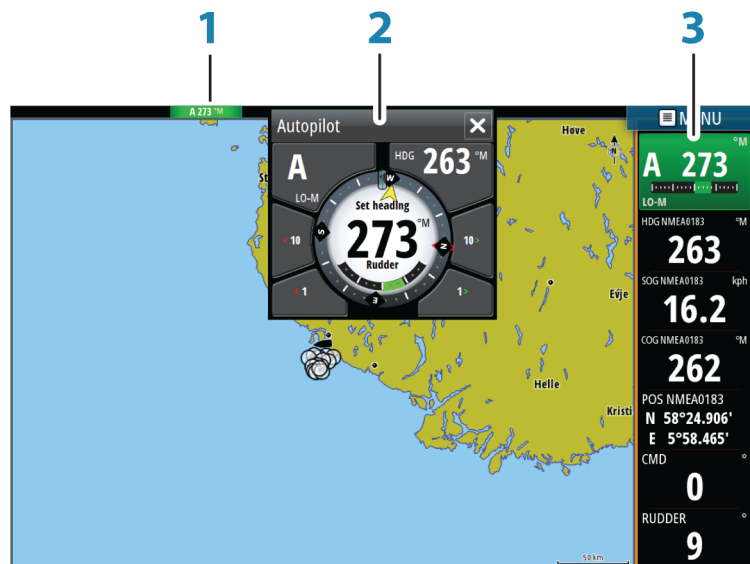 1 2 3
A 273 °M
Autopilot
A
LO-M
HDG 263 °M
W
Set heading
273 °M
Rudder
S
N
E
< 10
10 >
< 1
1 >
Hove
N
St
Evje
Helle
Kristi
50 km
MENU
°M
A 273
LO-M
HDG NMEA0183 °M
263
SOG NMEA0183 kph
16.2
COG NMEA0183 °M
262
POS NMEA0183
N 58°24.906'
E 5°58.465'
CMD °
0
RUDDER °
9